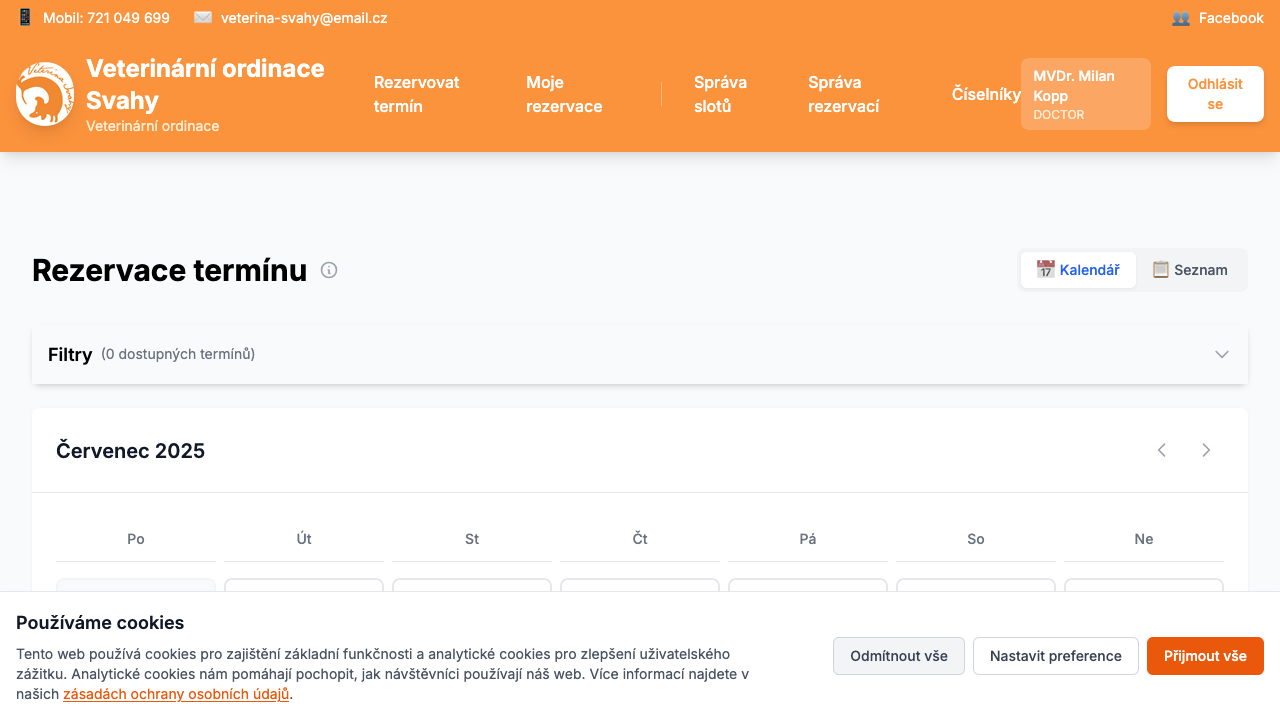 Mobil: 721 049 699
veterina-svahy@email.cz
Facebook
Veterinární ordinace
Svahy
Veterinární ordinace
Rezervovat
termín
Moje
rezervace
Správa
slotů
Správa
rezervací
Číselníky
MVDr. Milan
Kopp
DOCTOR
Odhlásit
se
Rezervace termínu
Kalendář
Seznam
Filtry (0 dostupných termínů)
Červenec 2025
Po Út St Čt Pá So Ne
Používáme cookies
Tento web používá cookies pro zajištění základní funkčnosti a analytické cookies pro zlepšení uživatelského
zážitku. Analytické cookies nám pomáhají pochopit, jak návštěvníci používají náš web. Více informací najdete v
našich zásadách ochrany osobních údajů.
Odmítnout vše
Nastavit preference
Přijmout vše